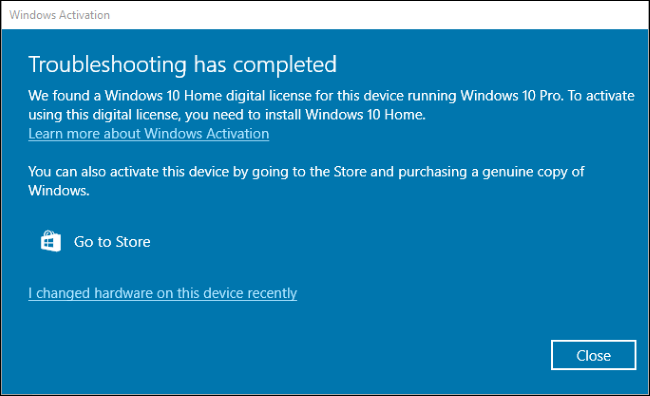 Windows Activation
Troubleshooting has completed
We found a Windows 10 Home digital license for this device running Windows 10 Pro. To activate
using this digital license, you need to install Windows 10 Home.
Learn more about Windows Activation
You can also activate this device by going to the Store and purchasing a genuine copy of
Windows.
Go to Store
I changed hardware on this device recently
Close